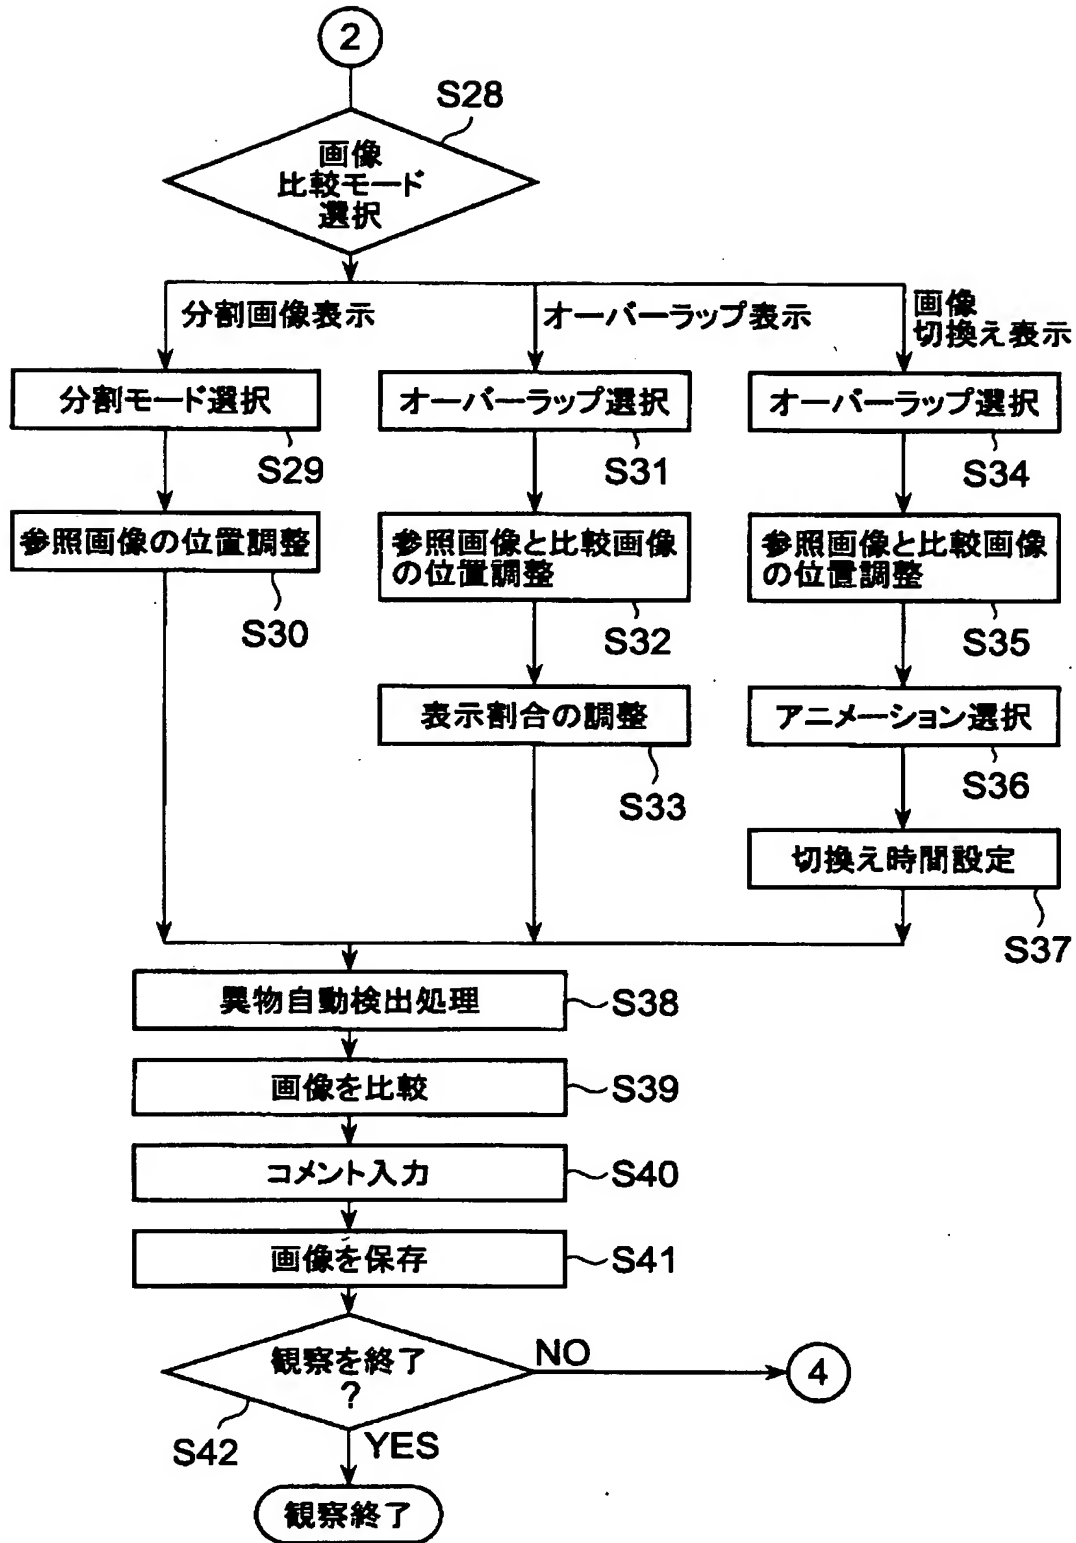 2
S28
画像
比較モード
選択
分割画像表示
オーバーラップ表示
画像
切換え表示
分割モード選択
S29
オーバーラップ選択
S31
オーバーラップ選択
S34
参照画像の位置調整
S30
参照画像と比較画像
の位置調整
S32
参照画像と比較画像
の位置調整
S35
表示割合の調整
S33
アニメーション選択
S36
切換え時間設定
S37
異物自動検出処理
S38
画像を比較
S39
コメント入力
S40
画像を保存
S41
観察を終了
?
NO
4
S42
YES
観察終了